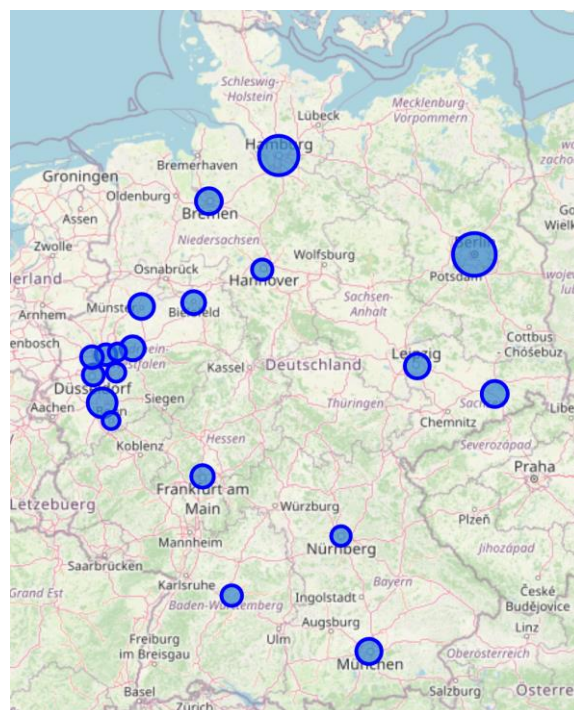 Schleswig-
Holstein
Lübeck
Mecklenburg-
Vorpommern
Hamburg
Bremerhaven
Groningen
Oldenburg
Assen
Bremen
Zwolle
Niedersachsen
Berlin
Wolfsburg
Osnabrück
Hannover
Potsdam
Arnhem
Münster
Bielefeld
Sachsen-
Anhalt
Cottbus
- Chóśebuz
Leipzig
Kassel
Deutschland
Düsseldorf
Aachen
Siegen
Thüringen
Chemnitz
Koblenz
Hessen
Severozápad
Praha
Frankfurt am
Main
Würzburg
Plzeň
Mannheim
Nürnberg
Jihozápad
Saarbrücken
Karlsruhe
Bayern
České
Budějovice
Grand Est
Baden-Württemberg
Ingolstadt
Linz
Augsburg
Freiburg
im Breisgau
Ulm
München
Oberösterreich
Basel
Salzburg
Zürich